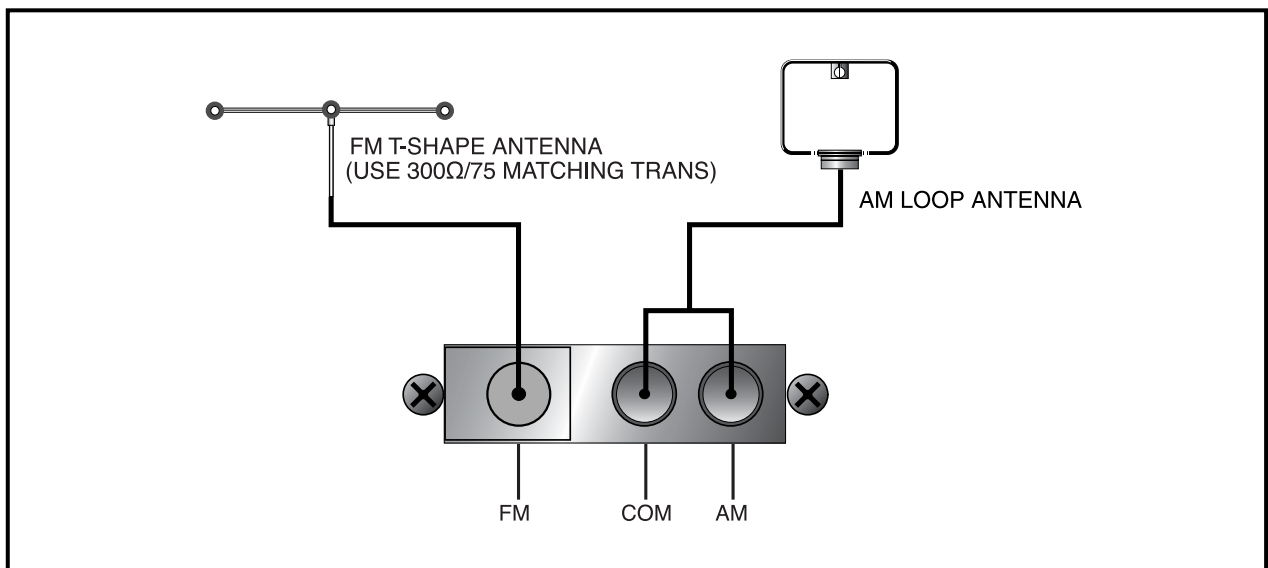 FM T-SHAPE ANTENNA
(USE 300Ω/75 MATCHING TRANS)
AM LOOP ANTENNA
FM
COM
AM